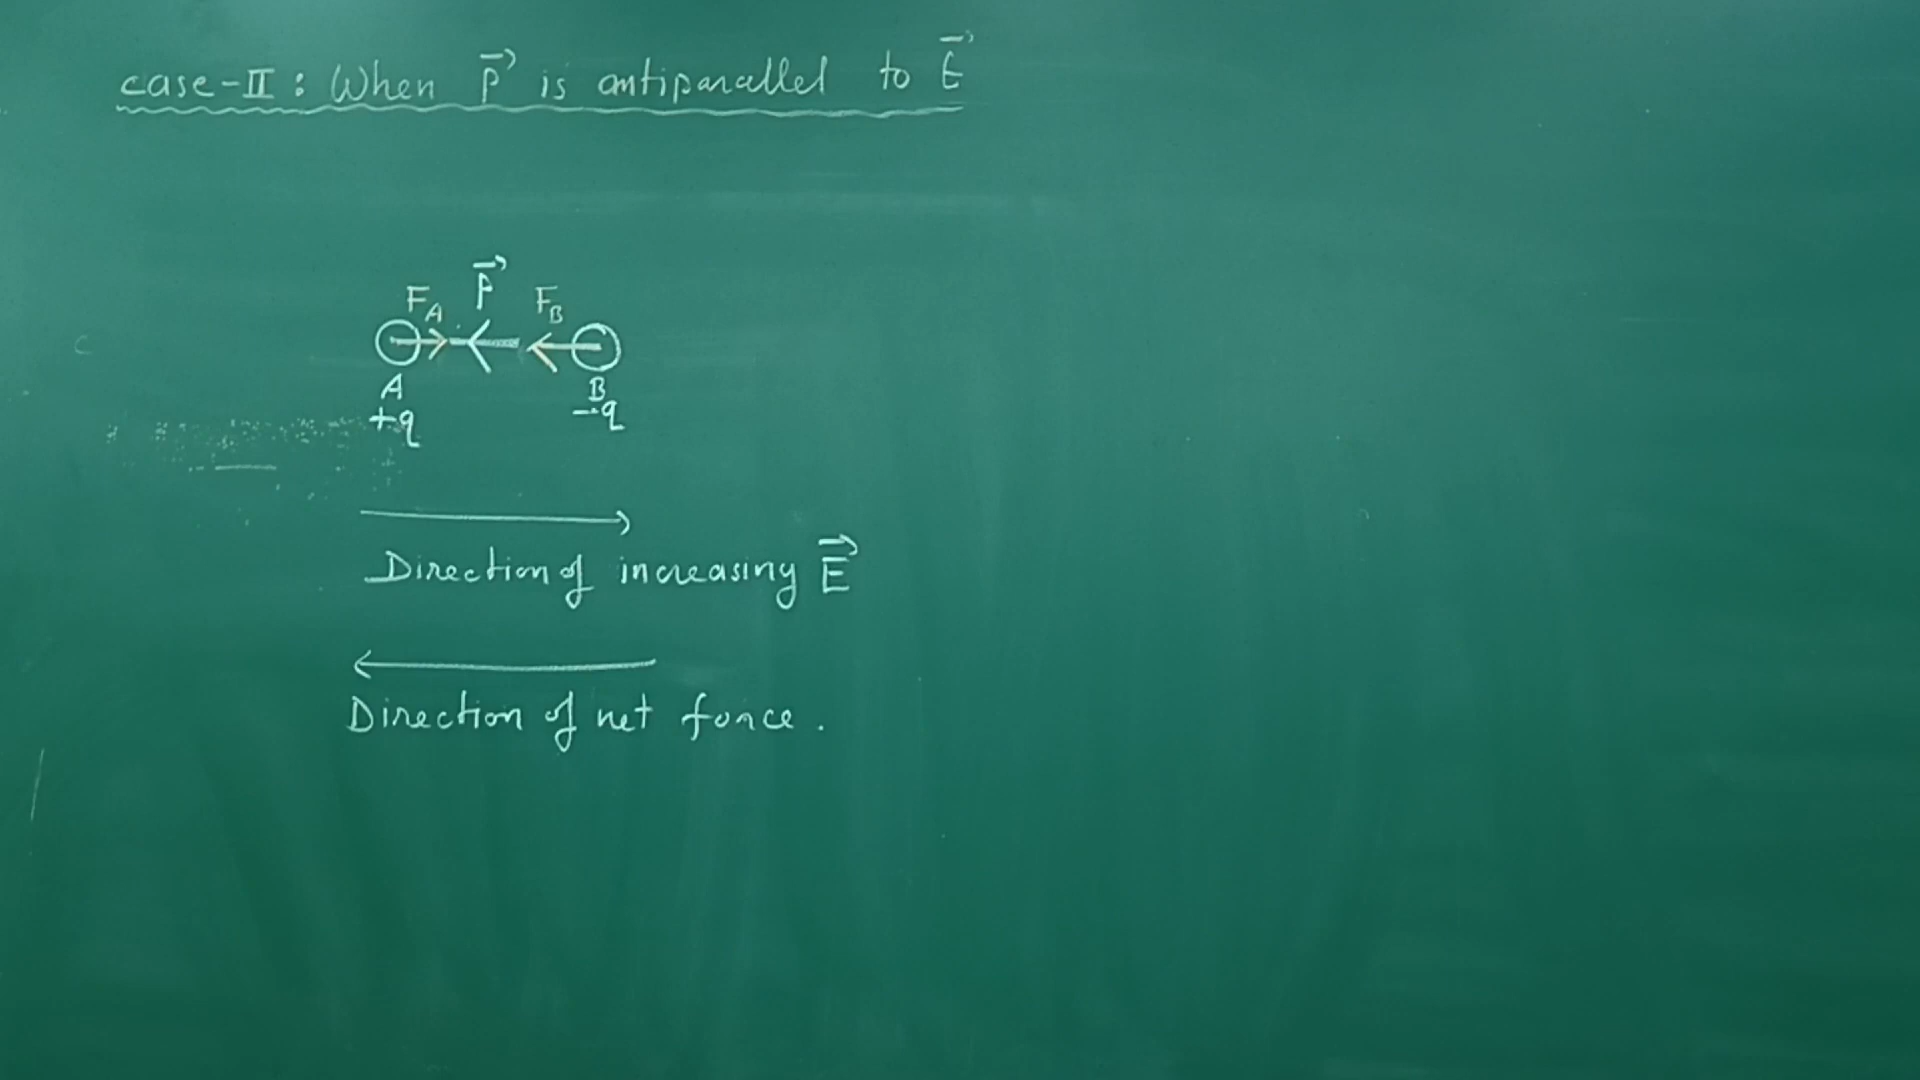 case-II : When P⃗ is antiparallel to E⃗
P⃗
F_A F_B
A B
+q -q
Direction of increasing E⃗
Direction of net force.